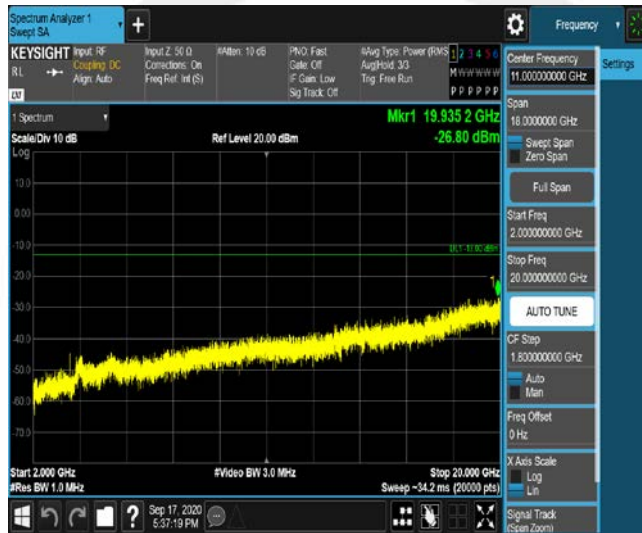 Spectrum Analyzer 1
Swept SA
Frequency
KEYSIGHT
RL
LXI
Input: RF
Coupling: DC
Align: Auto
Input Z: 50 Ω
Corrections: On
Freq Ref: Int (S)
#Atten: 10 dB
PNO: Fast
Gate: Off
IF Gain: Low
Sig Track: Off
#Avg Type: Power (RMS
Avg|Hold: 3/3
Trig: Free Run
1 2 3 4 5 6
M W W W W W
P P P P P P
1 Spectrum
Scale/Div 10 dB
Ref Level 20.00 dBm
Mkr1 19.935 2 GHz
-26.80 dBm
Log
10.0
0.00
-10.0
-20.0
-30.0
-40.0
-50.0
-60.0
-70.0
DL1 -13.00 dBm
1
Start 2.000 GHz
#Video BW 3.0 MHz
Stop 20.000 GHz
#Res BW 1.0 MHz
Sweep ~34.2 ms (20000 pts)
Sep 17, 2020
5:37:19 PM
Center Frequency
11.000000000 GHz
Settings
Span
18.0000000 GHz
Swept Span
Zero Span
Full Span
Start Freq
2.000000000 GHz
Stop Freq
20.000000000 GHz
AUTO TUNE
CF Step
1.800000000 GHz
Auto
Man
Freq Offset
0 Hz
X Axis Scale
Log
Lin
Signal Track
(Span Zoom)